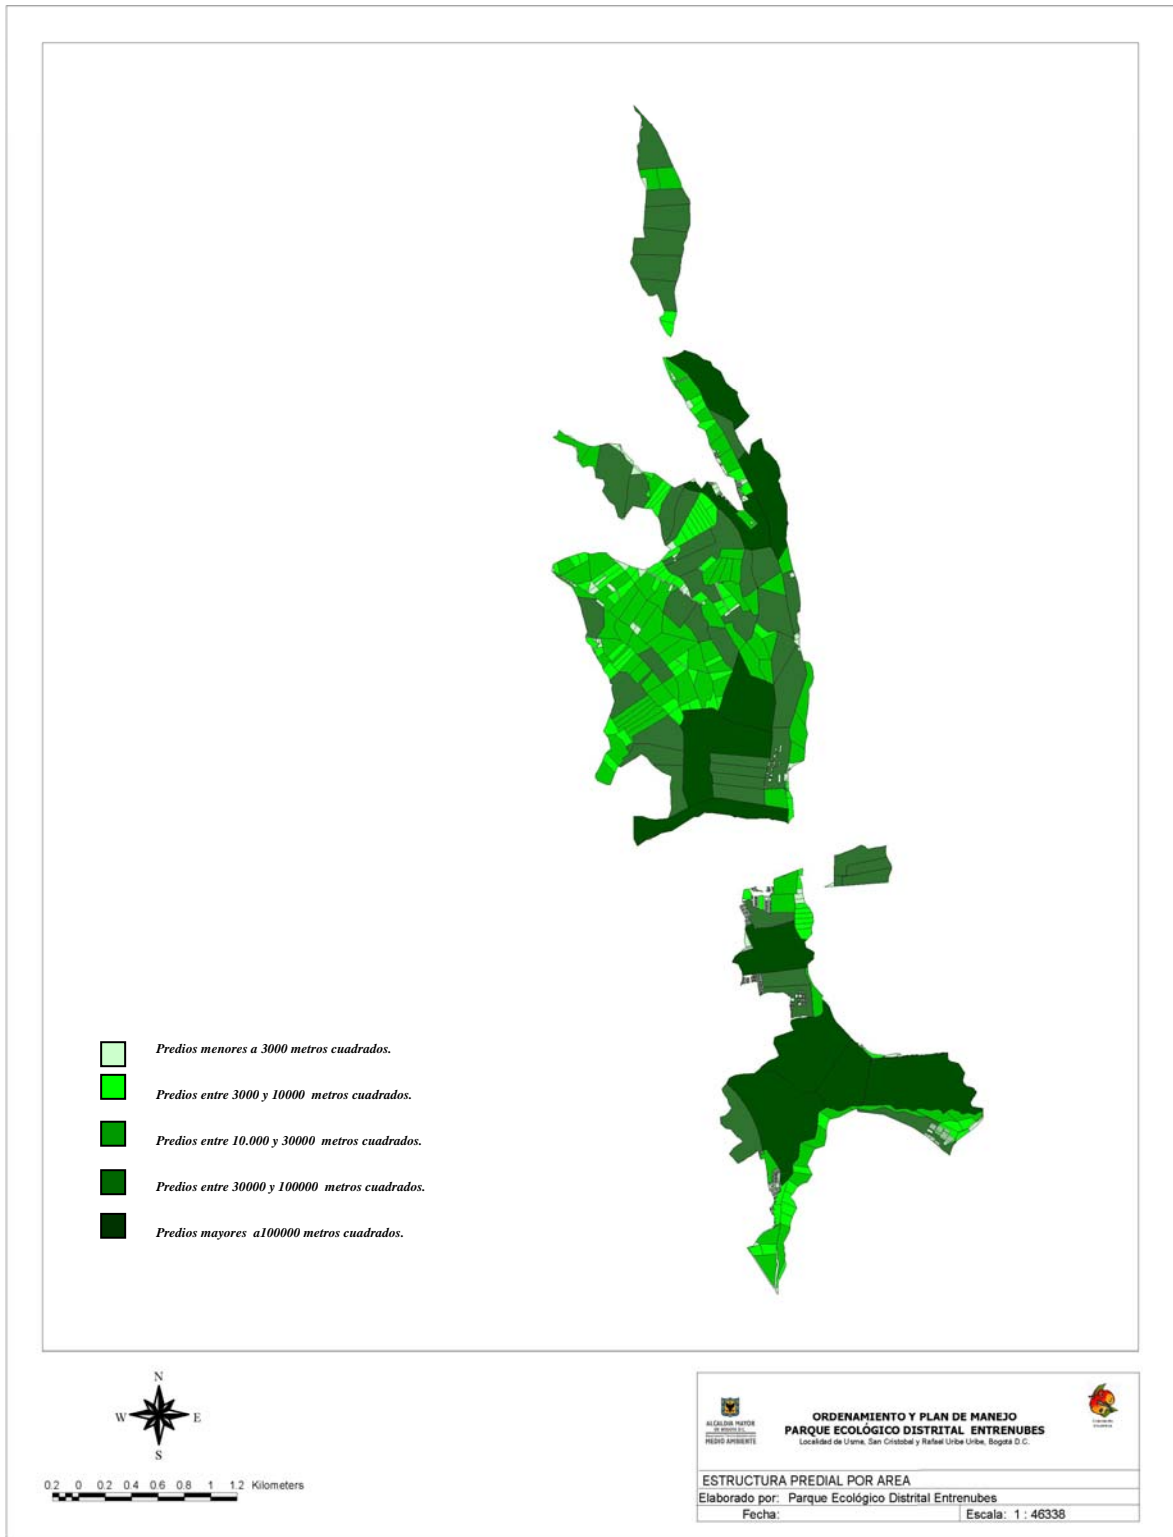 Predios menores a 3000 metros cuadrados.
Predios entre 3000 y 10000 metros cuadrados.
Predios entre 10.000 y 30000 metros cuadrados.
Predios entre 30000 y 100000 metros cuadrados.
Predios mayores a100000 metros cuadrados.
N
W E
S
0.2 0 0.2 0.4 0.6 0.8 1 1.2 Kilometers
ALCALDIA MAYOR
DE BOGOTA D.C.
MEDIO AMBIENTE
ORDENAMIENTO Y PLAN DE MANEJO
PARQUE ECOLÓGICO DISTRITAL ENTRENUBES
Localidad de Usme, San Cristobal y Rafael Uribe Uribe, Bogotá D.C.
ESTRUCTURA PREDIAL POR AREA
Elaborado por: Parque Ecológico Distrital Entrenubes
Fecha: Escala: 1 : 46338